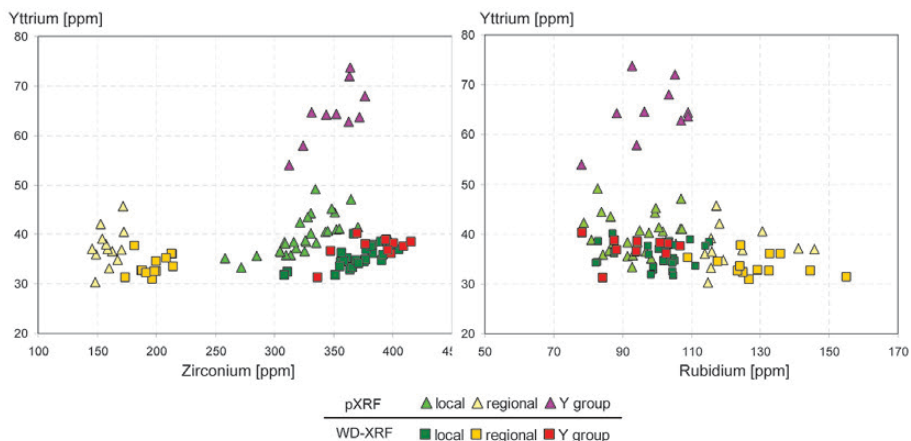 Yttrium [ppm]
80
70
60
50
40
30
20
100 150 200 250 300 350 400 45
Zirconium [ppm]
Yttrium [ppm]
80
70
60
50
40
30
20
50 70 90 110 130 150 170
Rubidium [ppm]
pXRF local regional Y group
WD-XRF local regional Y group